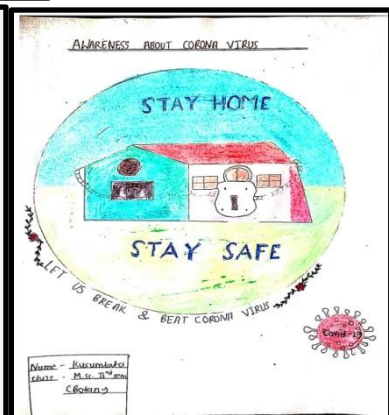 AWARENESS ABOUT CORONA VIRUS
STAY HOME
STAY SAFE
LET US BREAK & BEAT CORONA VIRUS
Covid-19
Name - Kusumlata
Class - M.Sc. IInd sem
(Botany)